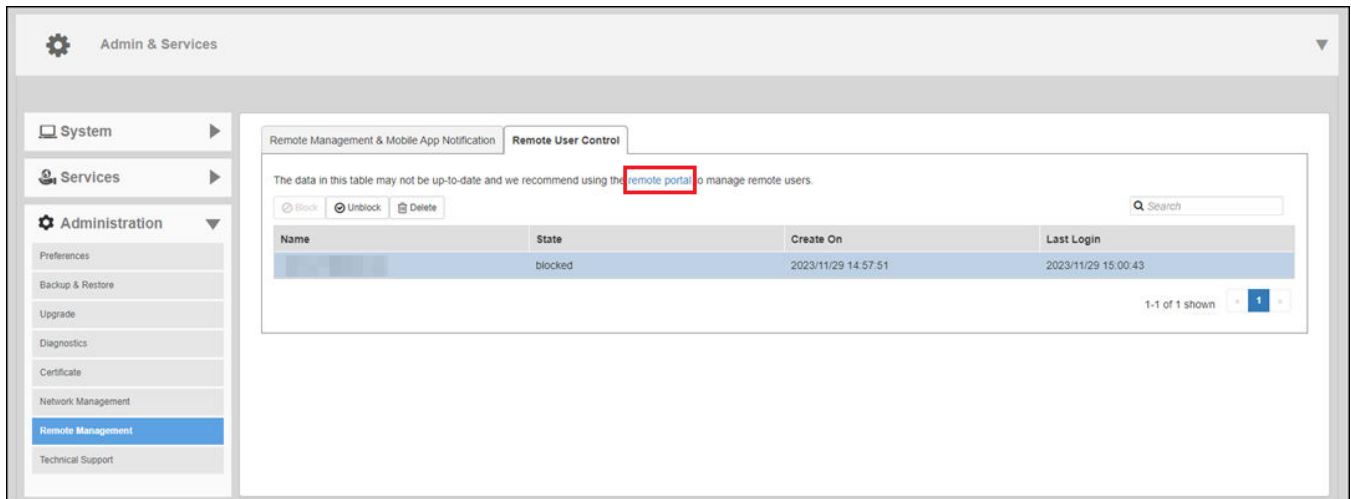 Admin & Services
System
Services
Administration
Preferences
Backup & Restore
Upgrade
Diagnostics
Certificate
Network Management
Remote Management
Technical Support
Remote Management & Mobile App Notification Remote User Control
The data in this table may not be up-to-date and we recommend using the remote portal to manage remote users.
Block Unblock Delete Search
Name State Create On Last Login
blocked 2023/11/29 14:57:51 2023/11/29 15:00:43
1-1 of 1 shown « 1 »